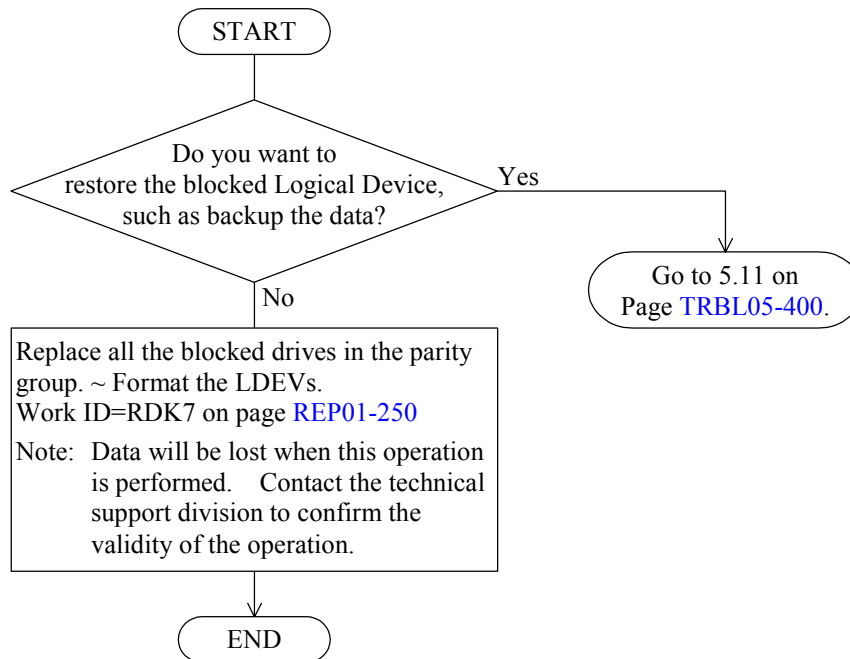 START
Do you want to
restore the blocked Logical Device,
such as backup the data?
Yes
Go to 5.11 on
Page TRBL05-400.
No
Replace all the blocked drives in the parity
group. ~ Format the LDEVs.
Work ID=RDK7 on page REP01-250
Note: Data will be lost when this operation
is performed. Contact the technical
support division to confirm the
validity of the operation.
END